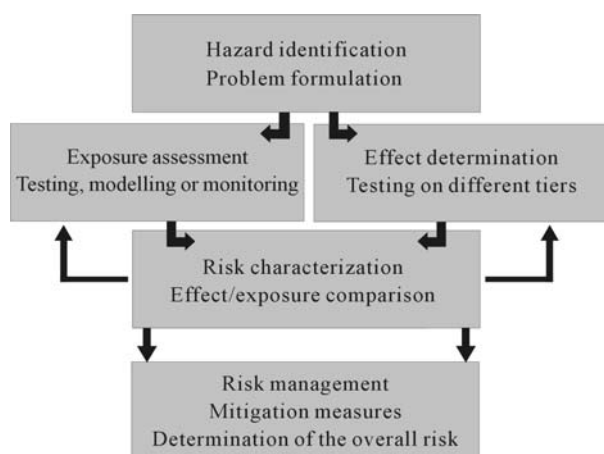 Hazard identification
Problem formulation
Exposure assessment
Testing, modelling or monitoring
Effect determination
Testing on different tiers
Risk characterization
Effect/exposure comparison
Risk management
Mitigation measures
Determination of the overall risk